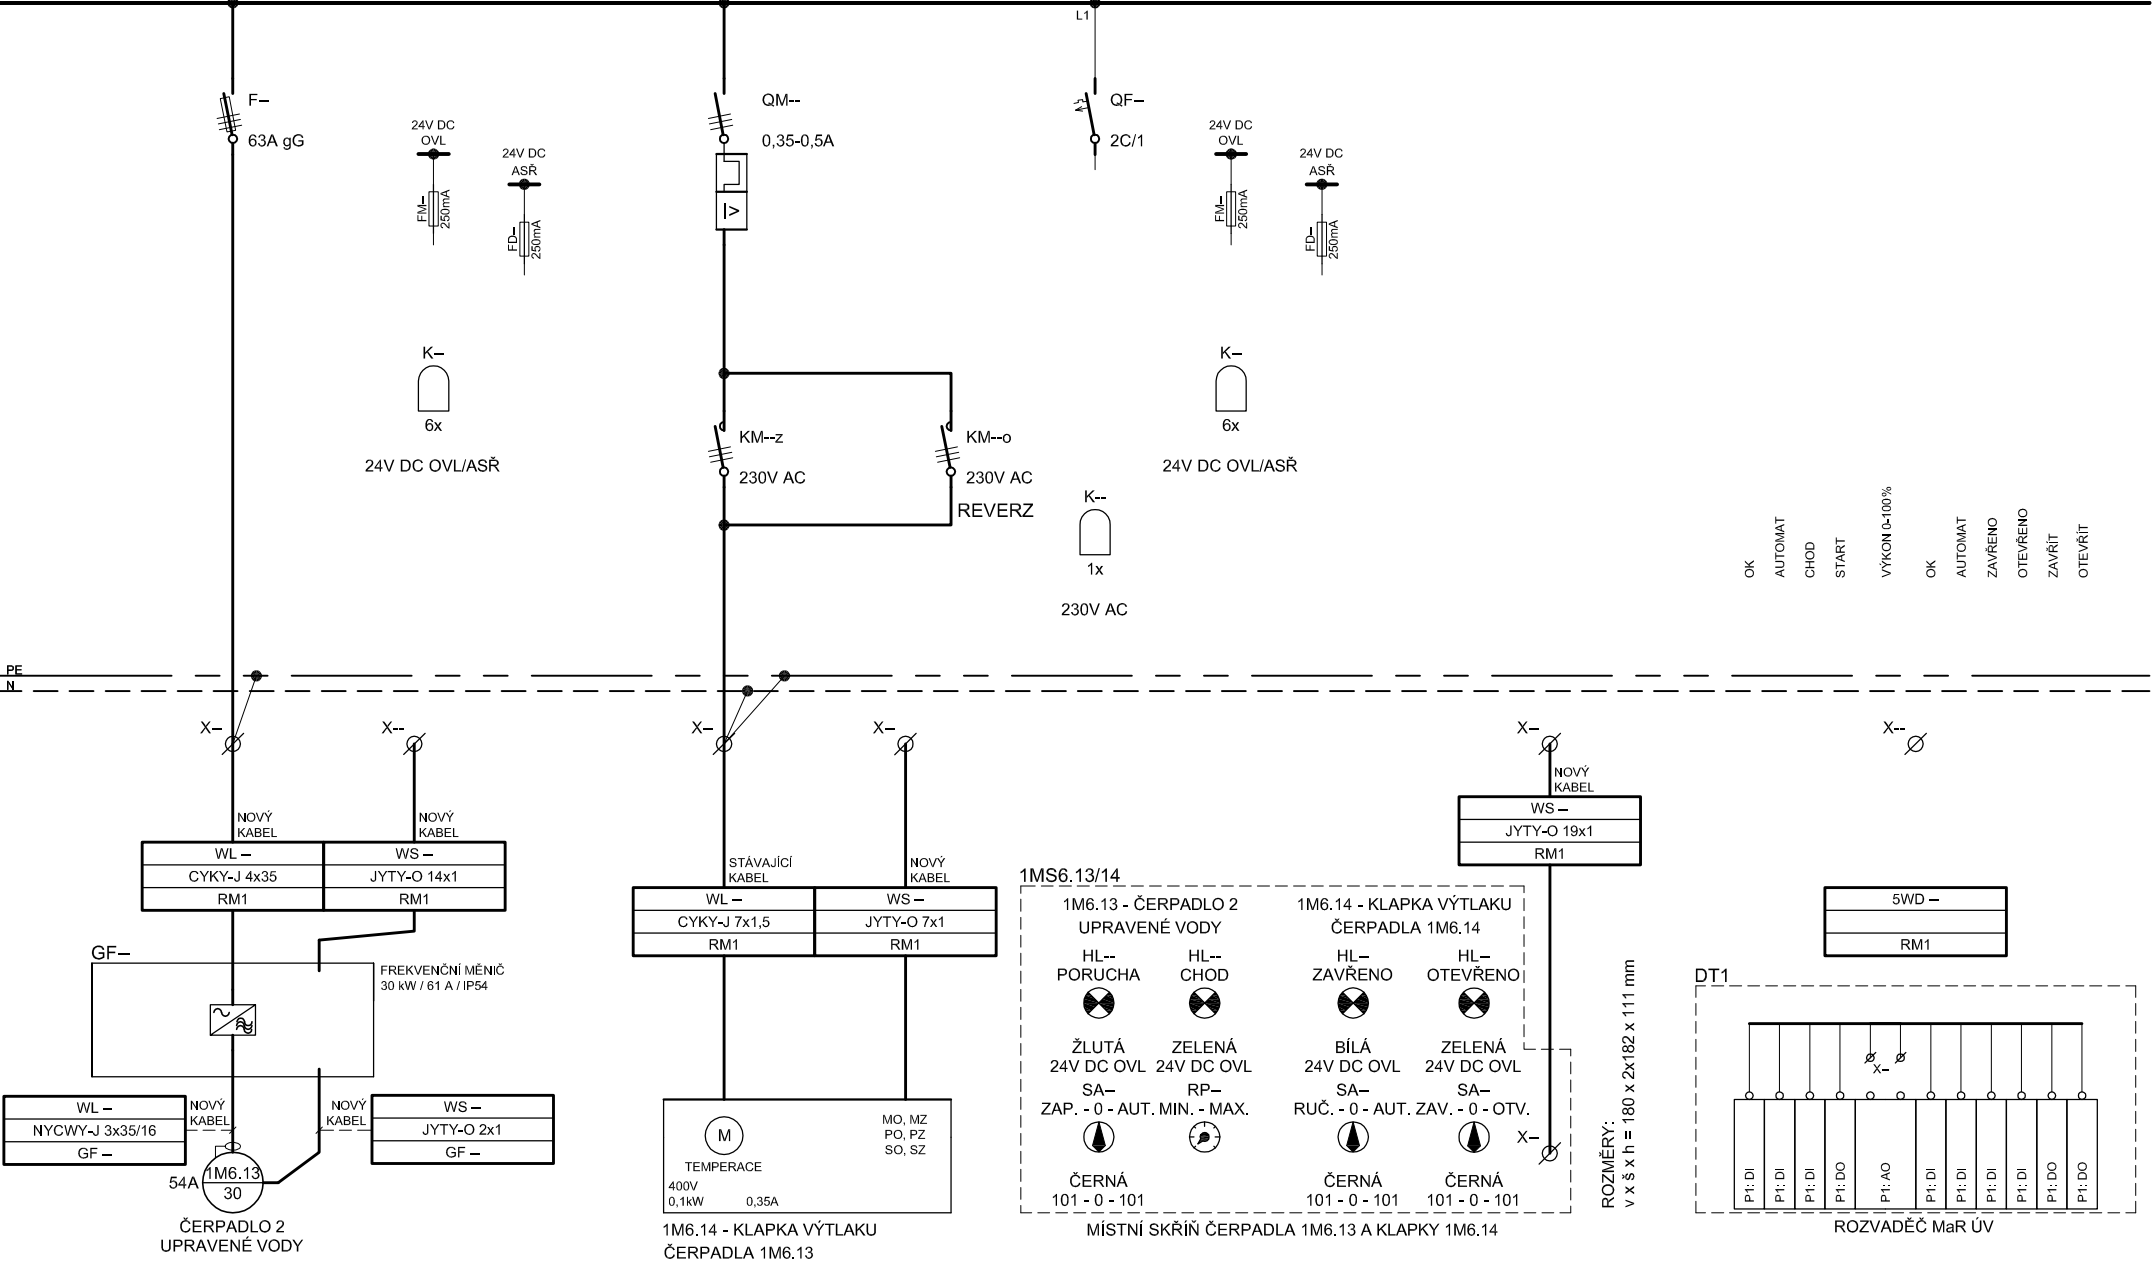 L1
F–
63A gG
24V DC
OVL
FM–
250mA
24V DC
ASŘ
FD–
250mA
QM--
0,35-0,5A
I>
QF–
2C/1
24V DC
OVL
FM–
250mA
24V DC
ASŘ
FD–
250mA
K–
6x
24V DC OVL/ASŘ
KM--z
230V AC
KM--o
230V AC
REVERZ
K--
1x
230V AC
K–
6x
24V DC OVL/ASŘ
OK
AUTOMAT
CHOD
START
VÝKON 0-100%
OK
AUTOMAT
ZAVŘENO
OTEVŘENO
ZAVŘÍT
OTEVŘÍT
PE
N
X–
X--
X–
X–
X–
X--
NOVÝ
KABEL
WL –
CYKY-J 4x35
RM1
NOVÝ
KABEL
WS –
JYTY-O 14x1
RM1
GF–
FREKVENČNÍ MĚNIČ
30 kW / 61 A / IP54
WL –
NYCWY-J 3x35/16
GF –
NOVÝ
KABEL
NOVÝ
KABEL
WS –
JYTY-O 2x1
GF –
54A
1M6.13
30
ČERPADLO 2
UPRAVENÉ VODY
STÁVAJÍCÍ
KABEL
WL –
CYKY-J 7x1,5
RM1
NOVÝ
KABEL
WS –
JYTY-O 7x1
RM1
M
TEMPERACE
400V
0,1kW 0,35A
MO, MZ
PO, PZ
SO, SZ
1M6.14 - KLAPKA VÝTLAKU
ČERPADLA 1M6.13
NOVÝ
KABEL
WS –
JYTY-O 19x1
RM1
1MS6.13/14
1M6.13 - ČERPADLO 2
UPRAVENÉ VODY
1M6.14 - KLAPKA VÝTLAKU
ČERPADLA 1M6.14
HL-- HL-- HL– HL–
PORUCHA CHOD ZAVŘENO OTEVŘENO
ŽLUTÁ ZELENÁ BÍLÁ ZELENÁ
24V DC OVL 24V DC OVL 24V DC OVL 24V DC OVL
SA– RP– SA– SA–
ZAP. - 0 - AUT. MIN. - MAX. RUČ. - 0 - AUT. ZAV. - 0 - OTV.
X–
ČERNÁ ČERNÁ ČERNÁ
101 - 0 - 101 101 - 0 - 101 101 - 0 - 101
MÍSTNÍ SKŘÍŇ ČERPADLA 1M6.13 A KLAPKY 1M6.14
ROZMĚRY:
v x š x h = 180 x 2x182 x 111 mm
5WD –
RM1
DT1
X–
P1: DI
P1: DI
P1: DI
P1: DO
P1: AO
P1: DI
P1: DI
P1: DI
P1: DI
P1: DO
P1: DO
ROZVADĚČ MaR ÚV